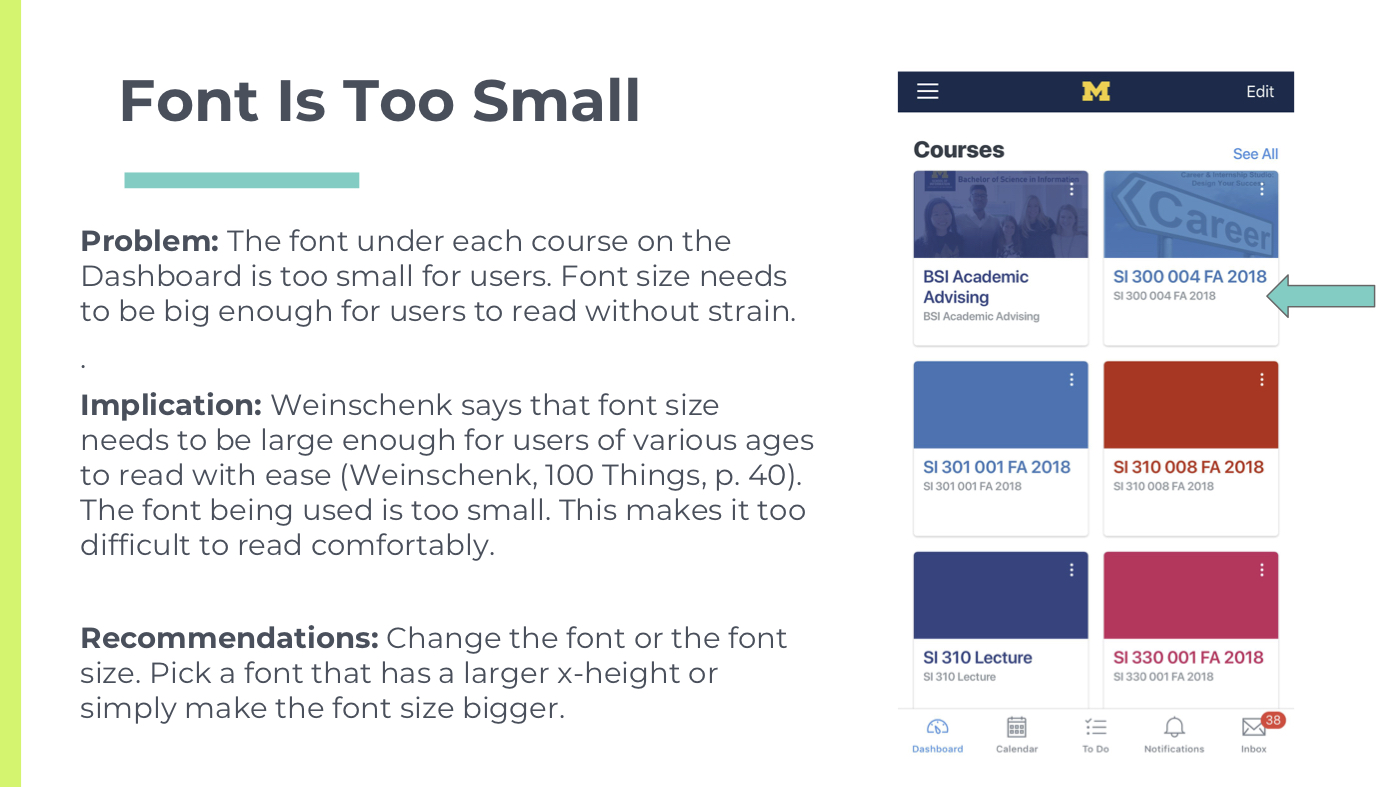 Font Is Too Small
Problem: The font under each course on the
Dashboard is too small for users. Font size needs
to be big enough for users to read without strain.
.
Implication: Weinschenk says that font size
needs to be large enough for users of various ages
to read with ease (Weinschenk, 100 Things, p. 40).
The font being used is too small. This makes it too
difficult to read comfortably.
Recommendations: Change the font or the font
size. Pick a font that has a larger x-height or
simply make the font size bigger.
M
Edit
Courses
See All
Bachelor of Science in Information
BSI Academic
Advising
BSI Academic Advising
Career & Internship Studio:
Design Your Success
Career
SI 300 004 FA 2018
SI 300 004 FA 2018
SI 301 001 FA 2018
SI 301 001 FA 2018
SI 310 008 FA 2018
SI 310 008 FA 2018
SI 310 Lecture
SI 310 Lecture
SI 330 001 FA 2018
SI 330 001 FA 2018
38
Dashboard
Calendar
To Do
Notifications
Inbox